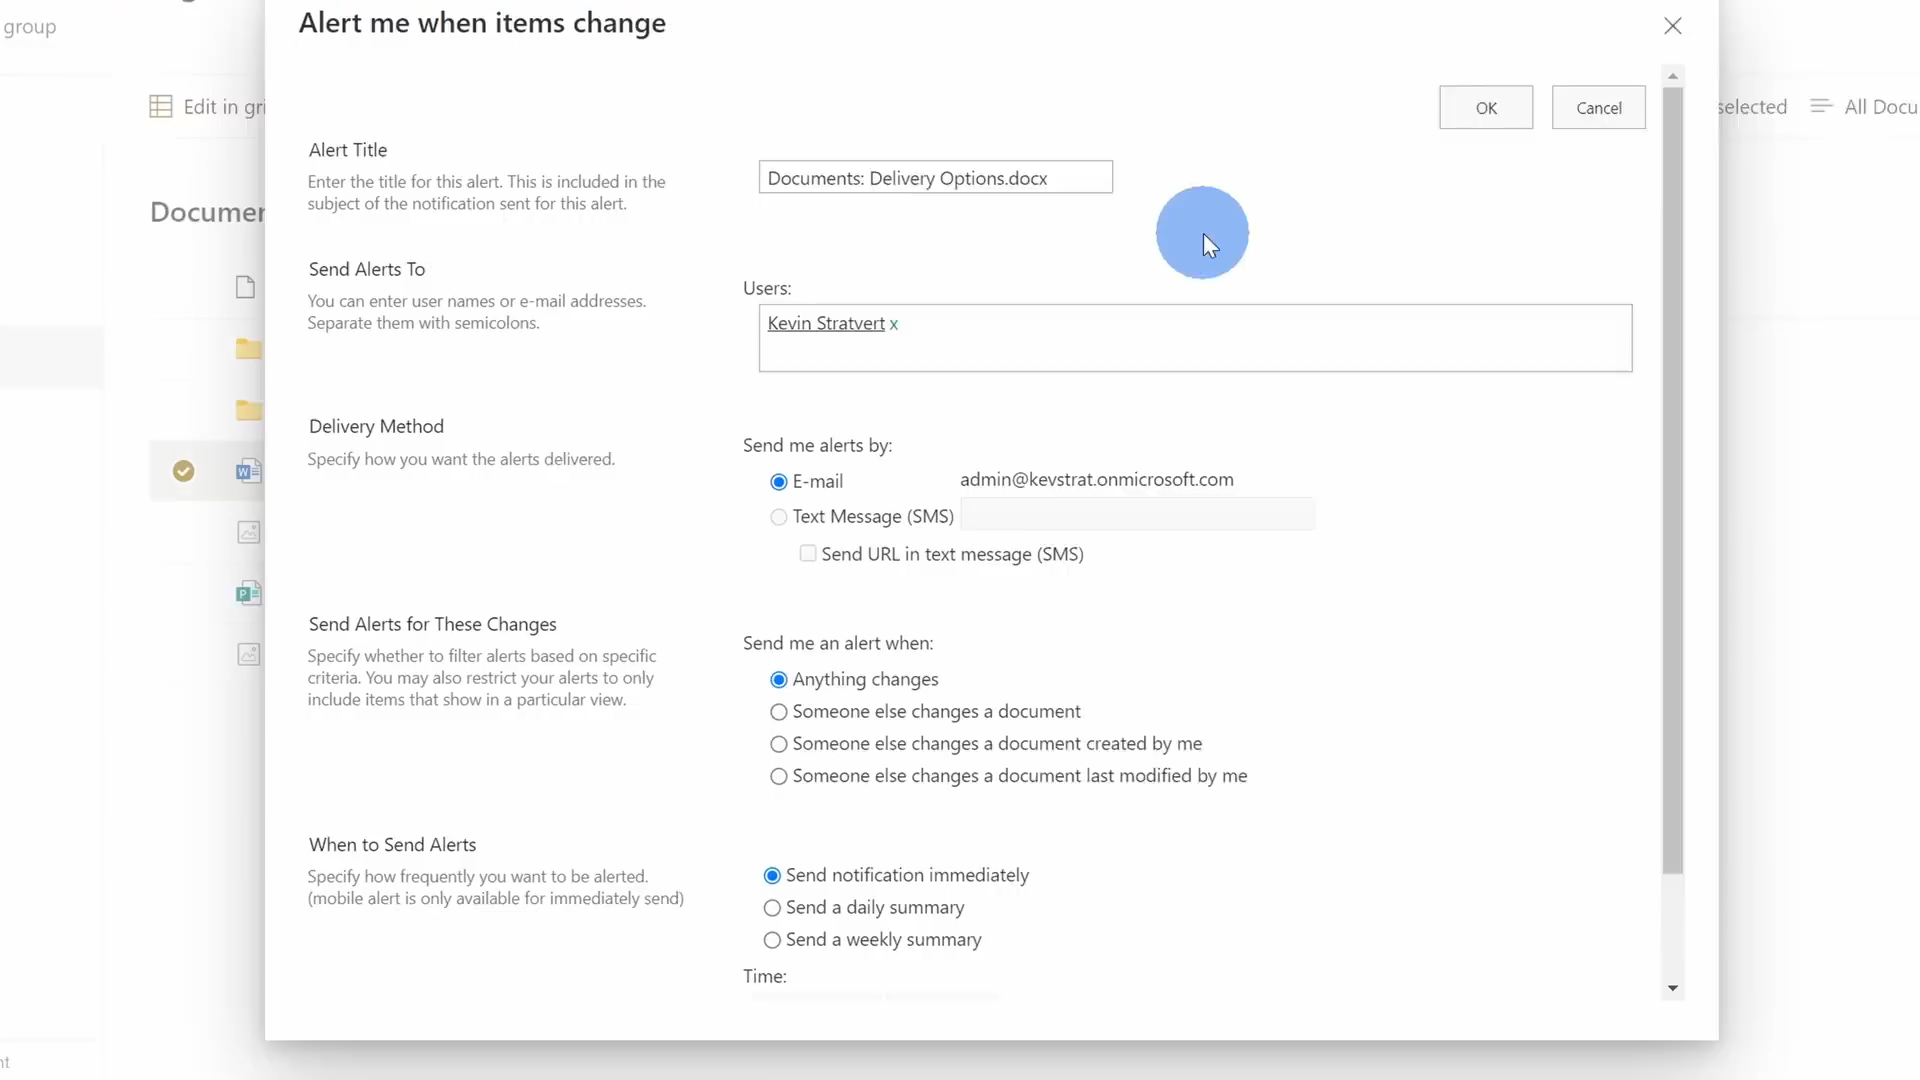 Alert me when items change
group
Edit in gri
OK
Cancel
selected
All Docu
Alert Title
Enter the title for this alert. This is included in the
subject of the notification sent for this alert.
Documents: Delivery Options.docx
Documen
Send Alerts To
You can enter user names or e-mail addresses.
Separate them with semicolons.
Users:
Kevin Stratvert x
Delivery Method
Specify how you want the alerts delivered.
Send me alerts by:
E-mail
admin@kevstrat.onmicrosoft.com
Text Message (SMS)
Send URL in text message (SMS)
Send Alerts for These Changes
Specify whether to filter alerts based on specific
criteria. You may also restrict your alerts to only
include items that show in a particular view.
Send me an alert when:
Anything changes
Someone else changes a document
Someone else changes a document created by me
Someone else changes a document last modified by me
When to Send Alerts
Specify how frequently you want to be alerted.
(mobile alert is only available for immediately send)
Send notification immediately
Send a daily summary
Send a weekly summary
Time:
nt